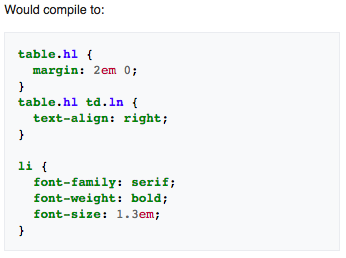 Would compile to:
table.hl {
  margin: 2em 0;
}
table.hl td.ln {
  text-align: right;
}

li {
  font-family: serif;
  font-weight: bold;
  font-size: 1.3em;
}